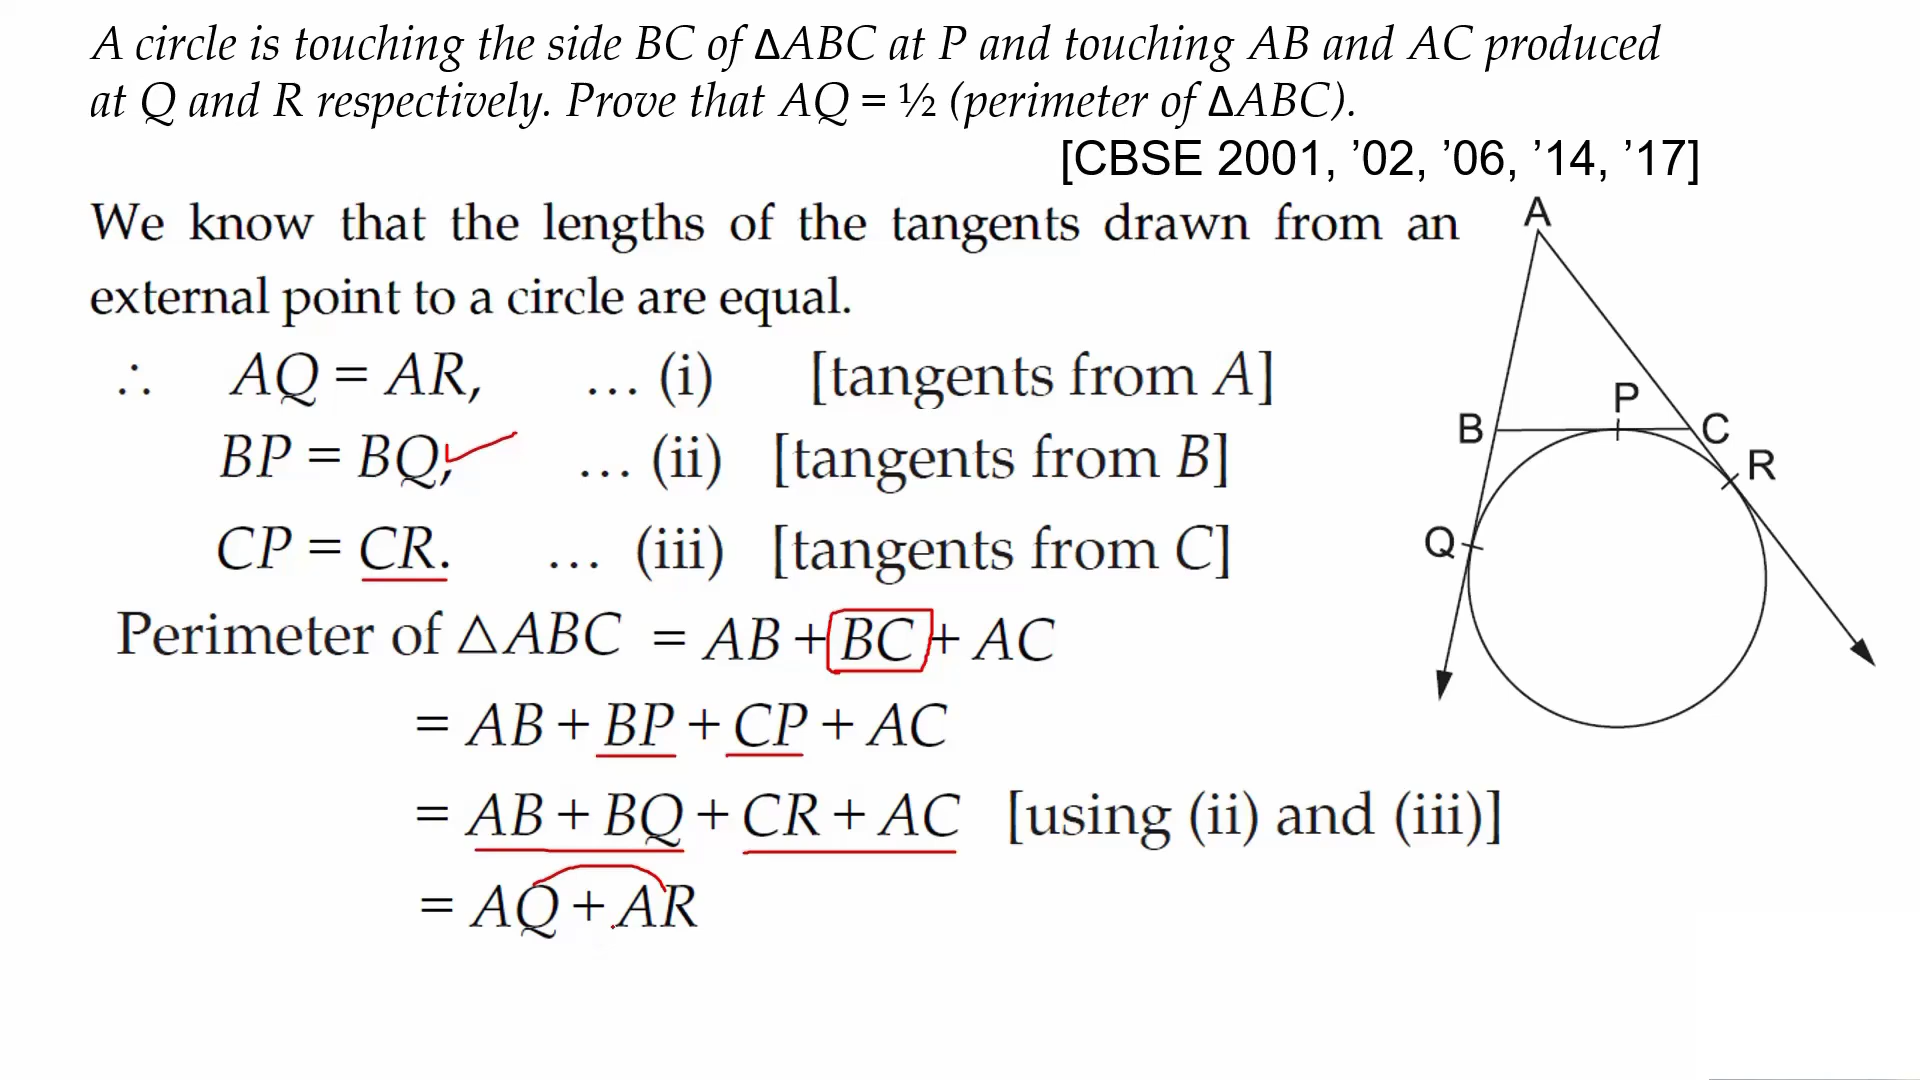 A circle is touching the side BC of ΔABC at P and touching AB and AC produced
at Q and R respectively. Prove that AQ = ½ (perimeter of ΔABC).
[CBSE 2001, ’02, ’06, ’14, ’17]
We know that the lengths of the tangents drawn from an
external point to a circle are equal.
∴ AQ = AR, … (i) [tangents from A]
BP = BQ, … (ii) [tangents from B]
CP = CR. … (iii) [tangents from C]
Perimeter of △ABC = AB + BC + AC
= AB + BP + CP + AC
= AB + BQ + CR + AC [using (ii) and (iii)]
= AQ + AR
A
P
B
C
R
Q